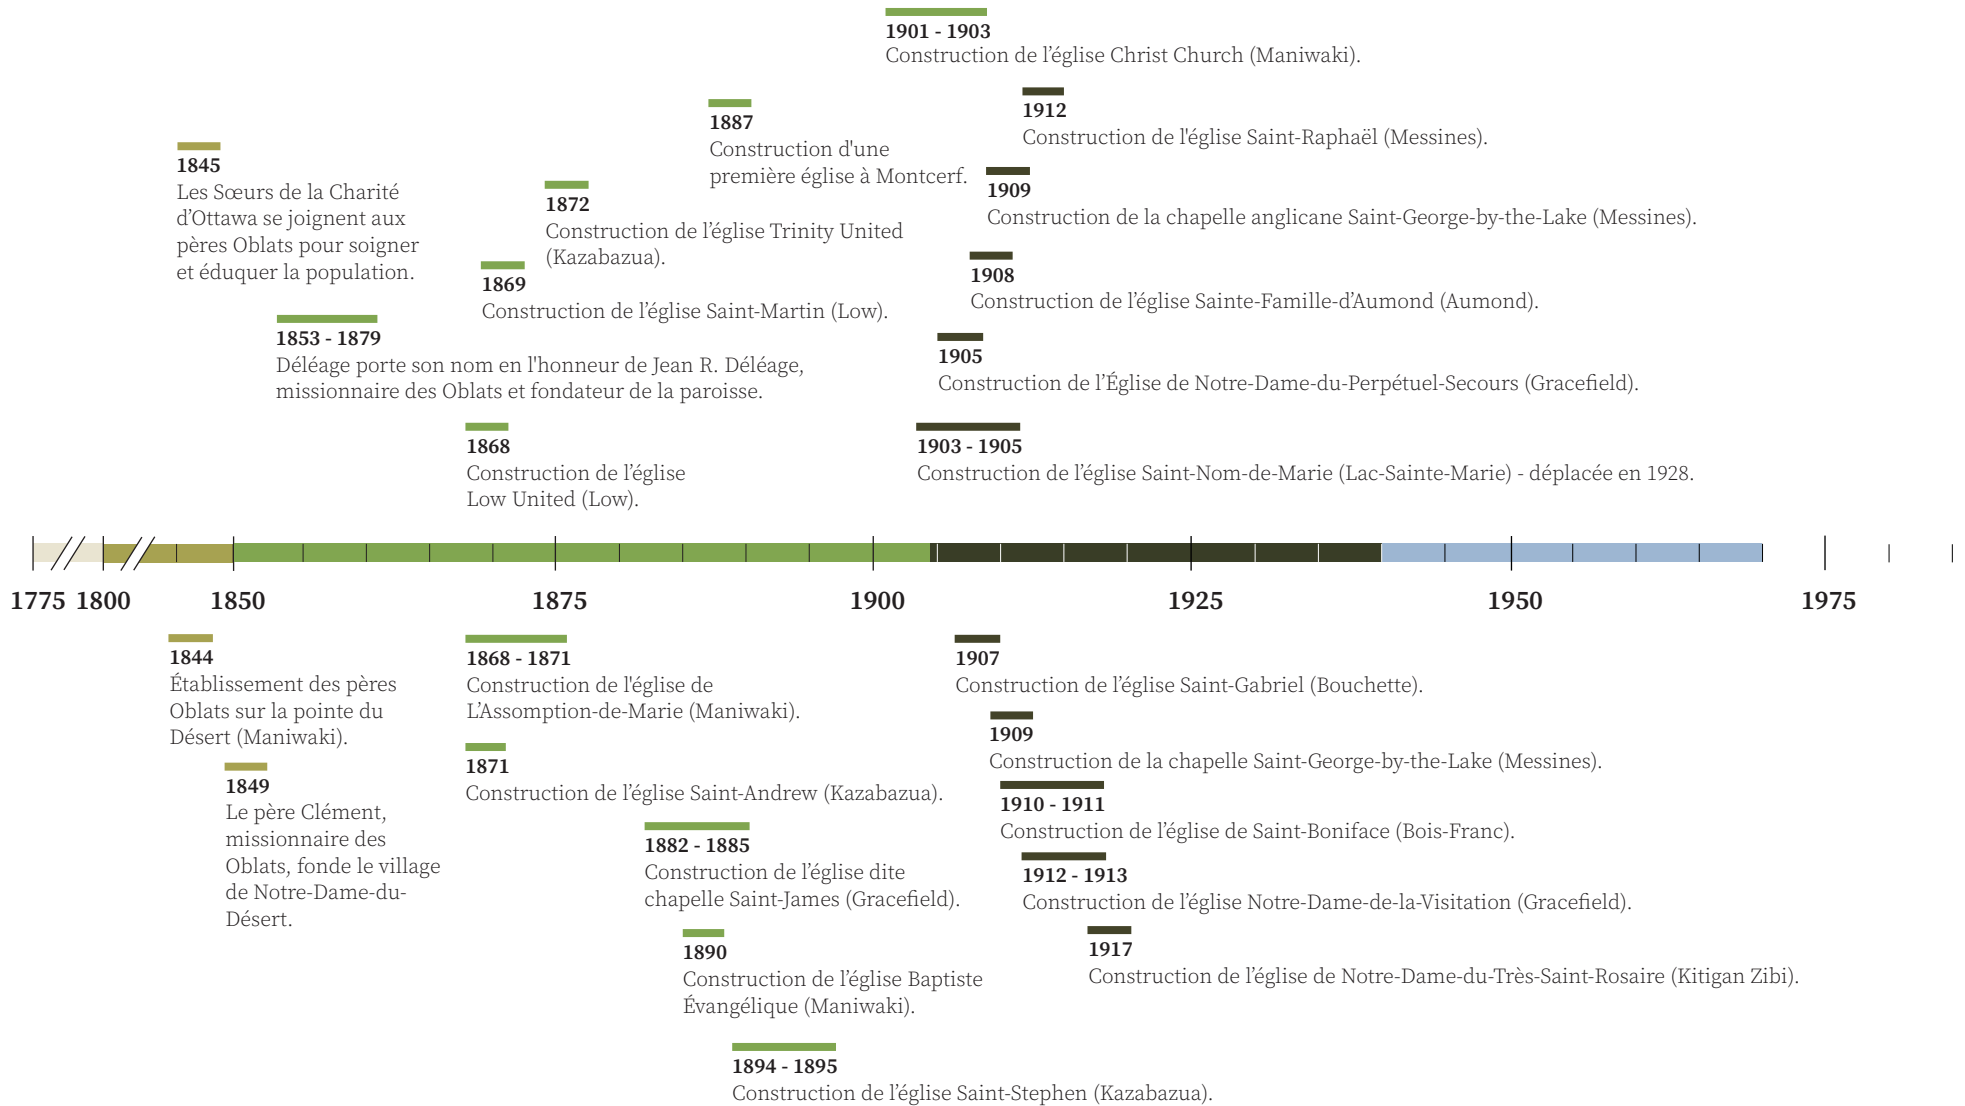 1901 - 1903
Construction de l’église Christ Church (Maniwaki).
1912
Construction de l'église Saint-Raphaël (Messines).
1887
Construction d'une
première église à Montcerf.
1845
Les Sœurs de la Charité
d’Ottawa se joignent aux
pères Oblats pour soigner
et éduquer la population.
1909
Construction de la chapelle anglicane Saint-George-by-the-Lake (Messines).
1872
Construction de l’église Trinity United
(Kazabazua).
1908
Construction de l’église Sainte-Famille-d’Aumond (Aumond).
1869
Construction de l’église Saint-Martin (Low).
1853 - 1879
Déléage porte son nom en l'honneur de Jean R. Déléage,
missionnaire des Oblats et fondateur de la paroisse.
1905
Construction de l’Église de Notre-Dame-du-Perpétuel-Secours (Gracefield).
1868
Construction de l’église
Low United (Low).
1903 - 1905
Construction de l’église Saint-Nom-de-Marie (Lac-Sainte-Marie) - déplacée en 1928.
1775 1800 1850 1875 1900 1925 1950 1975
1844
Établissement des pères
Oblats sur la pointe du
Désert (Maniwaki).
1849
Le père Clément,
missionnaire des
Oblats, fonde le village
de Notre-Dame-du-
Désert.
1868 - 1871
Construction de l'église de
L’Assomption-de-Marie (Maniwaki).
1871
Construction de l’église Saint-Andrew (Kazabazua).
1882 - 1885
Construction de l’église dite
chapelle Saint-James (Gracefield).
1890
Construction de l’église Baptiste
Évangélique (Maniwaki).
1894 - 1895
Construction de l’église Saint-Stephen (Kazabazua).
1907
Construction de l’église Saint-Gabriel (Bouchette).
1909
Construction de la chapelle Saint-George-by-the-Lake (Messines).
1910 - 1911
Construction de l’église de Saint-Boniface (Bois-Franc).
1912 - 1913
Construction de l’église Notre-Dame-de-la-Visitation (Gracefield).
1917
Construction de l’église de Notre-Dame-du-Très-Saint-Rosaire (Kitigan Zibi).